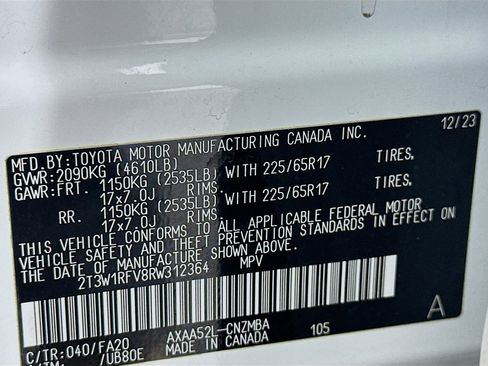 MFD.BY:TOYOTA MOTOR MANUFACTURING CANADA INC. 12/23
GVWR:2090KG (4610LB)
GAWR:FRT. 1150KG (2535LB) WITH 225/65R17 TIRES,
17x7.0J RIMS.
RR. 1150KG (2535LB) WITH 225/65R17 TIRES,
17x7.0J RIMS.
THIS VEHICLE CONFORMS TO ALL APPLICABLE FEDERAL MOTOR
VEHICLE SAFETY AND THEFT PREVENTION STANDARDS IN EFFECT ON
THE DATE OF MANUFACTURE SHOWN ABOVE.
2T3W1RFV8RW312364 MPV
C/TR:040/FA20 AXAA52L-CNZMBA 105 A
/UB80E MADE IN CANADA